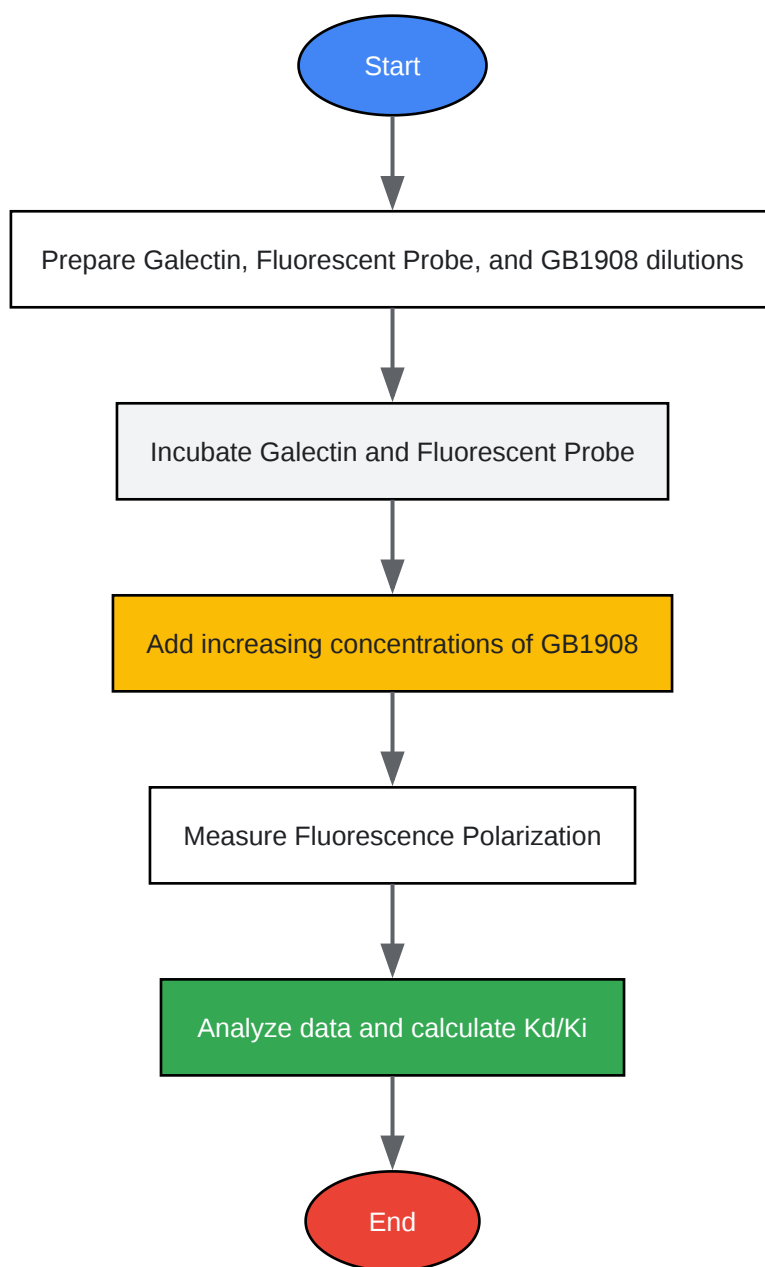 Start
Prepare Galectin, Fluorescent Probe, and GB1908 dilutions
Incubate Galectin and Fluorescent Probe
Add increasing concentrations of GB1908
Measure Fluorescence Polarization
Analyze data and calculate Kd/Ki
End